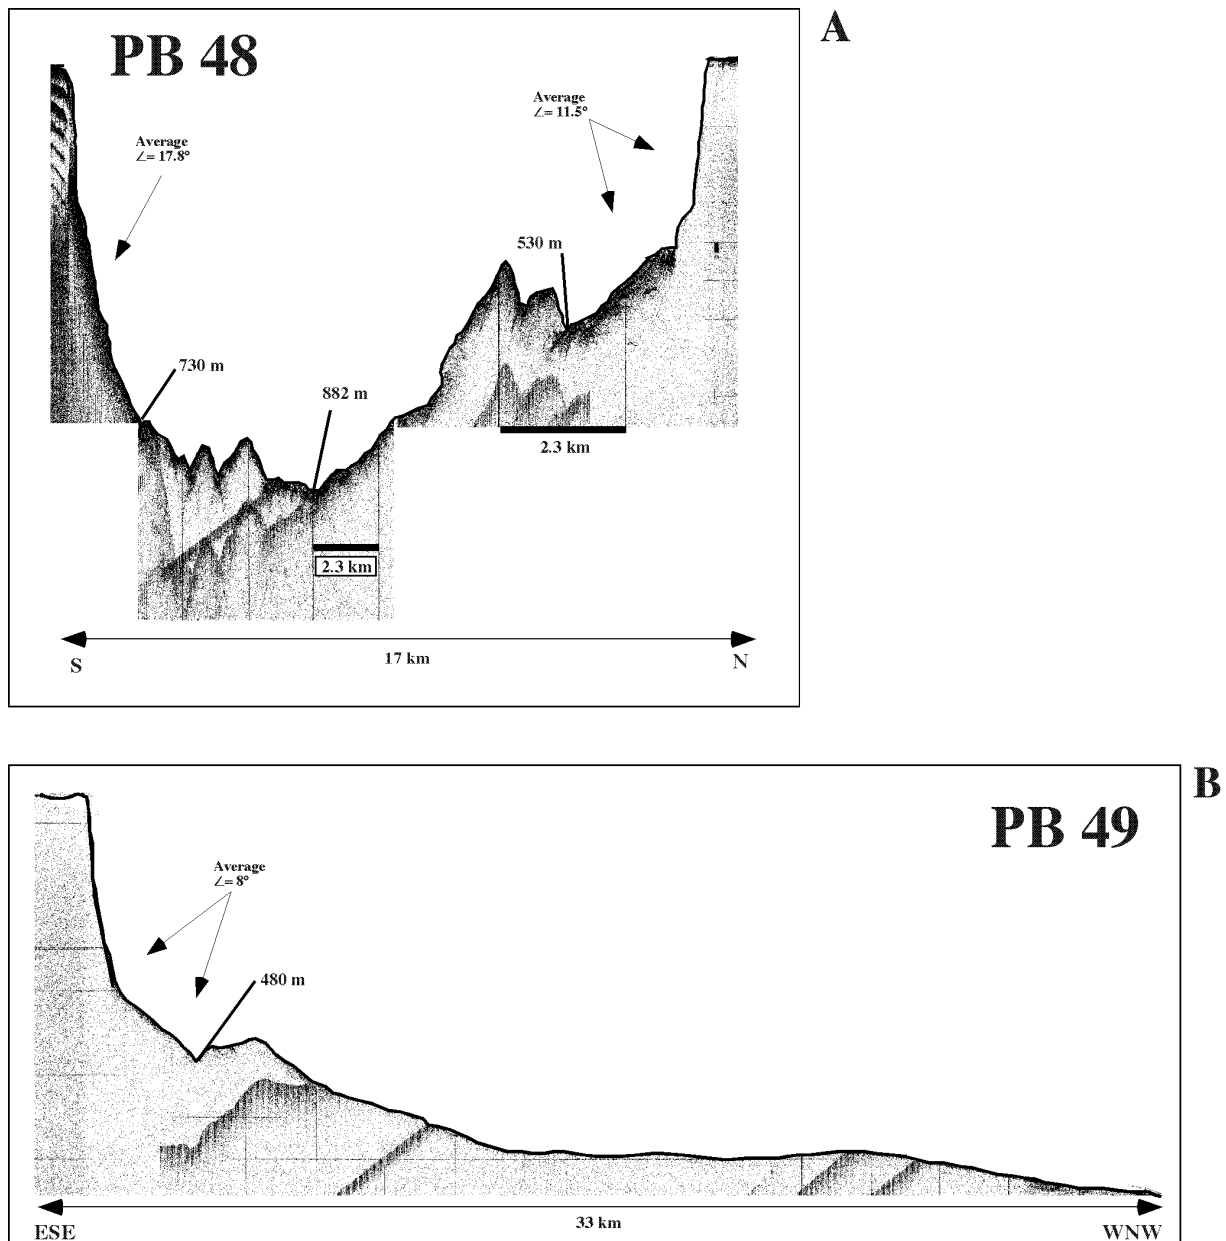 A
PB 48
Average
∠= 11.5°
Average
∠= 17.8°
530 m
730 m
882 m
2.3 km
2.3 km
17 km
S
N
B
PB 49
Average
∠= 8°
480 m
33 km
ESE
WNW